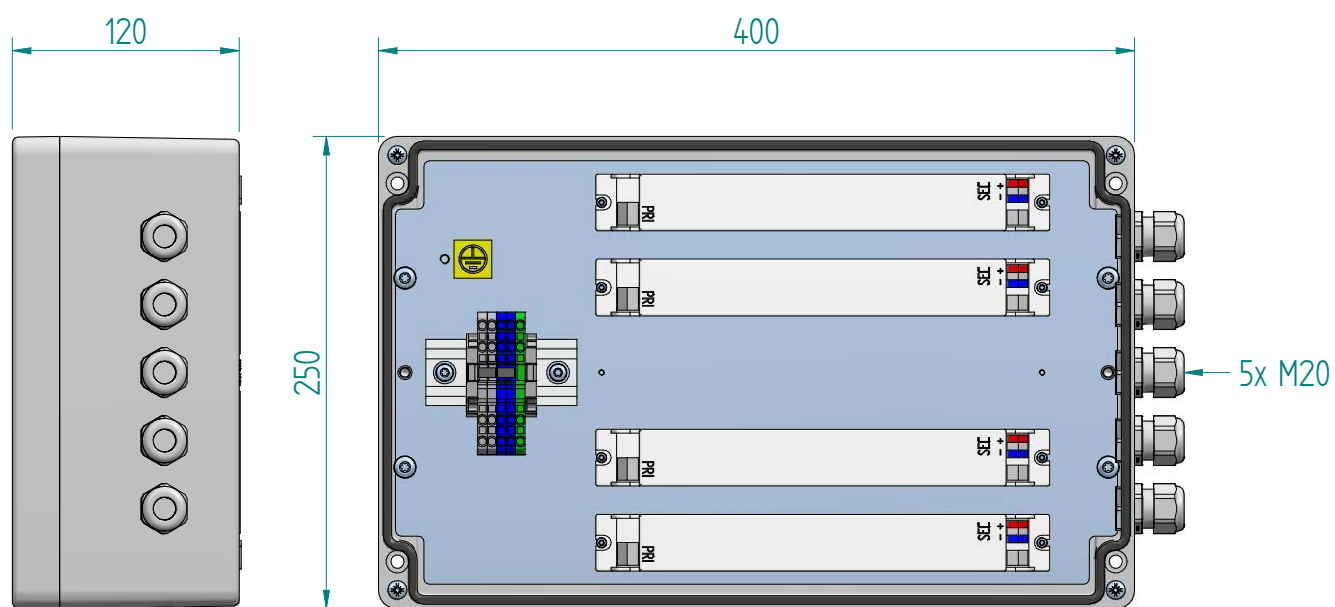 120
400
250
PRI
SEC + -
PRI
SEC + -
5x M20
PRI
SEC + -
PRI
SEC + -